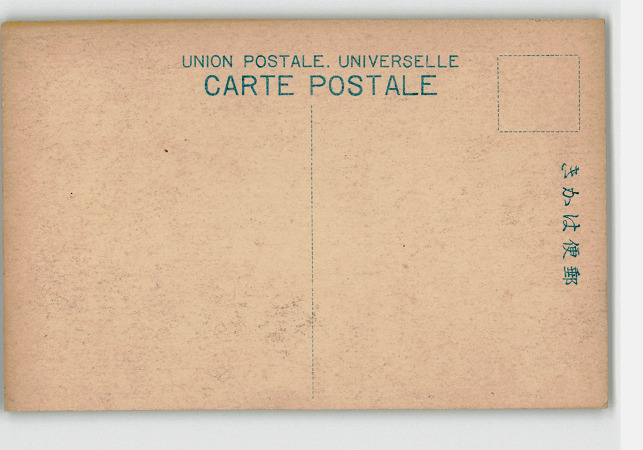 UNION POSTALE. UNIVERSELLE
CARTE POSTALE
きかは便郵